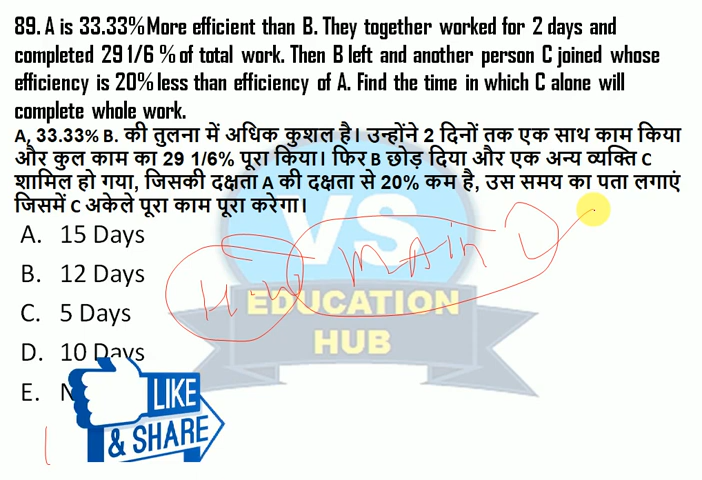 89. A is 33.33% More efficient than B. They together worked for 2 days and
completed 29 1/6 % of total work. Then B left and another person C joined whose
efficiency is 20% less than efficiency of A. Find the time in which C alone will
complete whole work.
A, 33.33% B. की तुलना में अधिक कुशल है। उन्होंने 2 दिनों तक एक साथ काम किया
और कुल काम का 29 1/6% पूरा किया। फिर B छोड़ दिया और एक अन्य व्यक्ति C
शामिल हो गया, जिसकी दक्षता A की दक्षता से 20% कम है, उस समय का पता लगाएं
जिसमें C अकेले पूरा काम पूरा करेगा।
A. 15 Days
B. 12 Days
C. 5 Days
D. 10 Days
E. N
VS
EDUCATION
HUB
MAin
LIKE
& SHARE